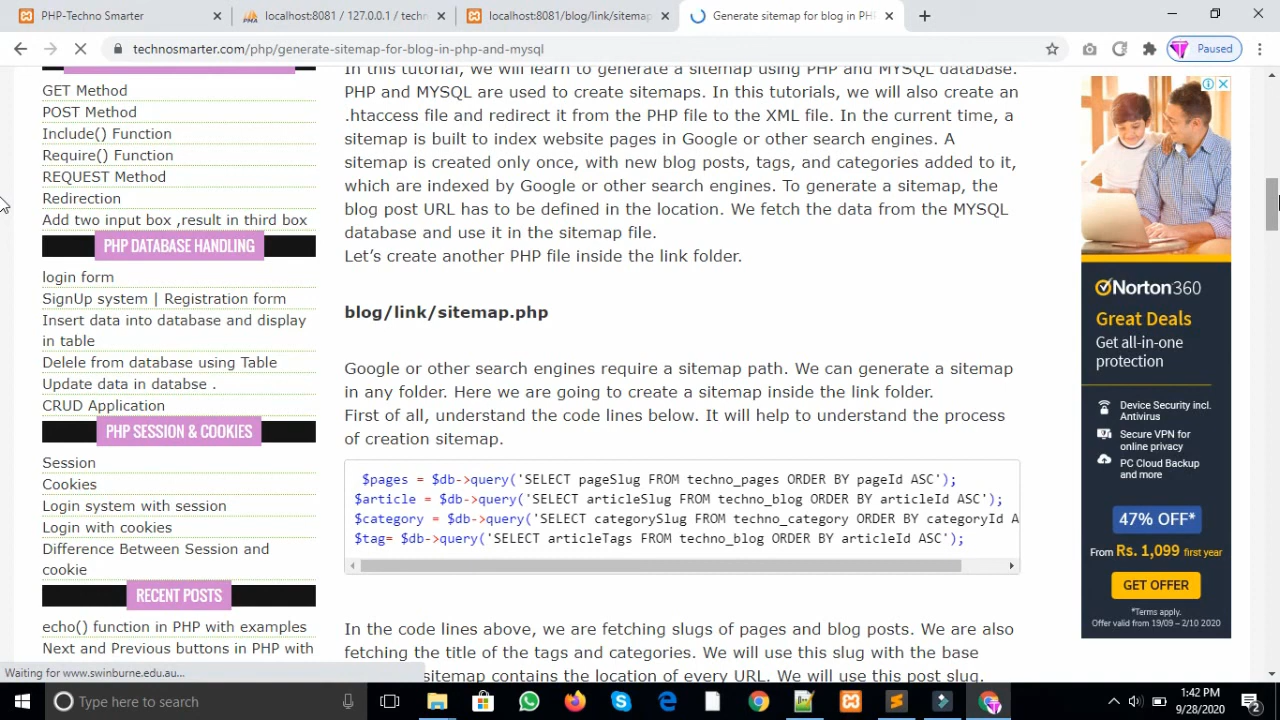 PHP-Techno Smarter
localhost:8081 / 127.0.0.1 / techn
localhost:8081/blog/link/sitemap
Generate sitemap for blog in PHP
technosmarter.com/php/generate-sitemap-for-blog-in-php-and-mysql
Paused
GET Method
POST Method
Include() Function
Require() Function
REQUEST Method
Redirection
Add two input box ,result in third box
PHP DATABASE HANDLING
login form
SignUp system | Registration form
Insert data into database and display
in table
Delele from database using Table
Update data in databse .
CRUD Application
PHP SESSION & COOKIES
Session
Cookies
Login system with session
Login with cookies
Difference Between Session and
cookie
RECENT POSTS
echo() function in PHP with examples
Next and Previous buttons in PHP with
In this tutorial, we will learn to generate a sitemap using PHP and MYSQL database.
PHP and MYSQL are used to create sitemaps. In this tutorials, we will also create an
.htaccess file and redirect it from the PHP file to the XML file. In the current time, a
sitemap is built to index website pages in Google or other search engines. A
sitemap is created only once, with new blog posts, tags, and categories added to it,
which are indexed by Google or other search engines. To generate a sitemap, the
blog post URL has to be defined in the location. We fetch the data from the MYSQL
database and use it in the sitemap file.
Let's create another PHP file inside the link folder.
blog/link/sitemap.php
Google or other search engines require a sitemap path. We can generate a sitemap
in any folder. Here we are going to create a sitemap inside the link folder.
First of all, understand the code lines below. It will help to understand the process
of creation sitemap.
$pages = $db->query('SELECT pageSlug FROM techno_pages ORDER BY pageId ASC');
$article = $db->query('SELECT articleSlug FROM techno_blog ORDER BY articleId ASC');
$category = $db->query('SELECT categorySlug FROM techno_category ORDER BY categoryId A
$tag= $db->query('SELECT articleTags FROM techno_blog ORDER BY articleId ASC');
In the code lines above, we are fetching slugs of pages and blog posts. We are also
fetching the title of the tags and categories. We will use this slug with the base
sitemap contains the location of every URL. We will use this post slug.
Norton360
Great Deals
Get all-in-one
protection
Device Security incl.
Antivirus
Secure VPN for
online privacy
PC Cloud Backup
and more
47% OFF*
From Rs. 1,099 first year
GET OFFER
*Terms apply.
Offer valid from 19/09 – 2/10 2020
Waiting for www.swinburne.edu.au...
Type here to search
1:42 PM
9/28/2020
2